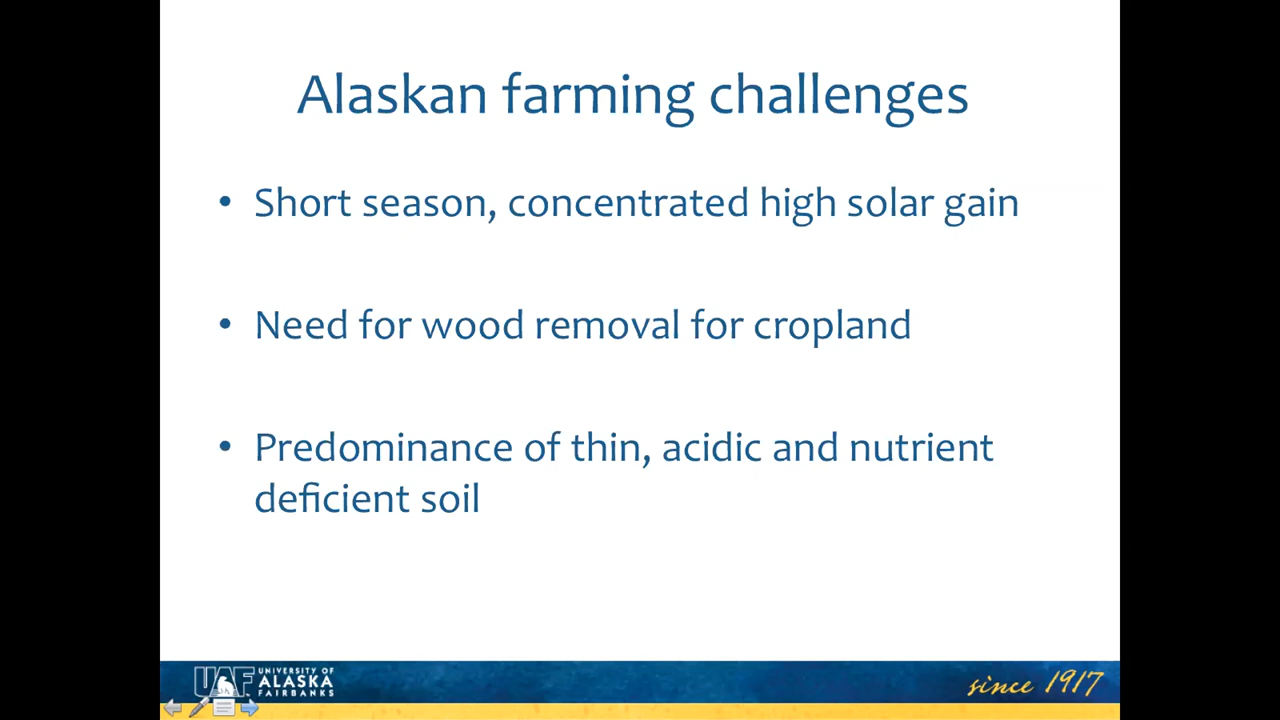 Alaskan farming challenges
• Short season, concentrated high solar gain
• Need for wood removal for cropland
• Predominance of thin, acidic and nutrient
deficient soil
UAF UNIVERSITY OF
ALASKA
FAIRBANKS
since 1917